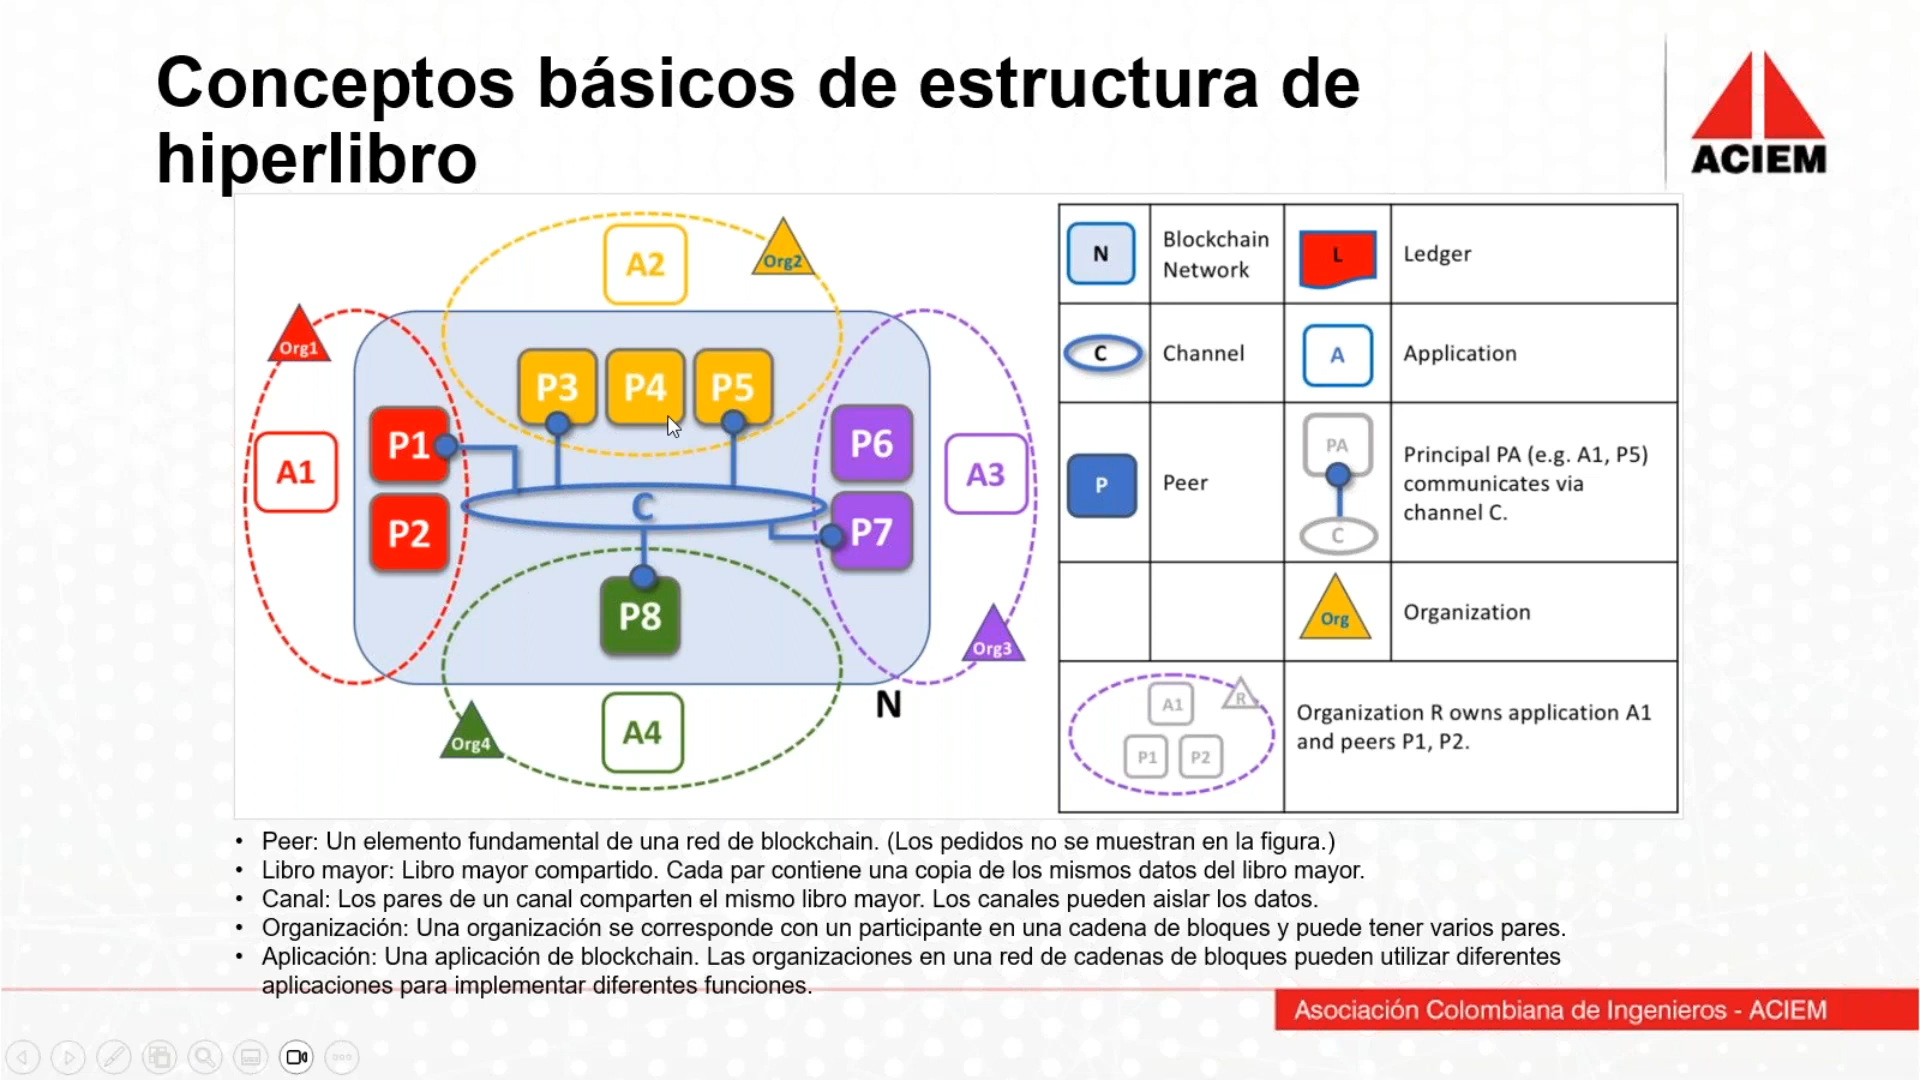 Conceptos básicos de estructura de
hiperlibro
ACIEM
A2
Org2
Org1
P3 P4 P5
P1
P6
A1
A3
C
P2
P7
P8
Org3
N
Org4
A4
N Blockchain Network L Ledger
C Channel A Application
P Peer PA C Principal PA (e.g. A1, P5)
communicates via
channel C.
Org Organization
A1 R P1 P2 Organization R owns application A1
and peers P1, P2.
• Peer: Un elemento fundamental de una red de blockchain. (Los pedidos no se muestran en la figura.)
• Libro mayor: Libro mayor compartido. Cada par contiene una copia de los mismos datos del libro mayor.
• Canal: Los pares de un canal comparten el mismo libro mayor. Los canales pueden aislar los datos.
• Organización: Una organización se corresponde con un participante en una cadena de bloques y puede tener varios pares.
• Aplicación: Una aplicación de blockchain. Las organizaciones en una red de cadenas de bloques pueden utilizar diferentes
aplicaciones para implementar diferentes funciones.
Asociación Colombiana de Ingenieros - ACIEM